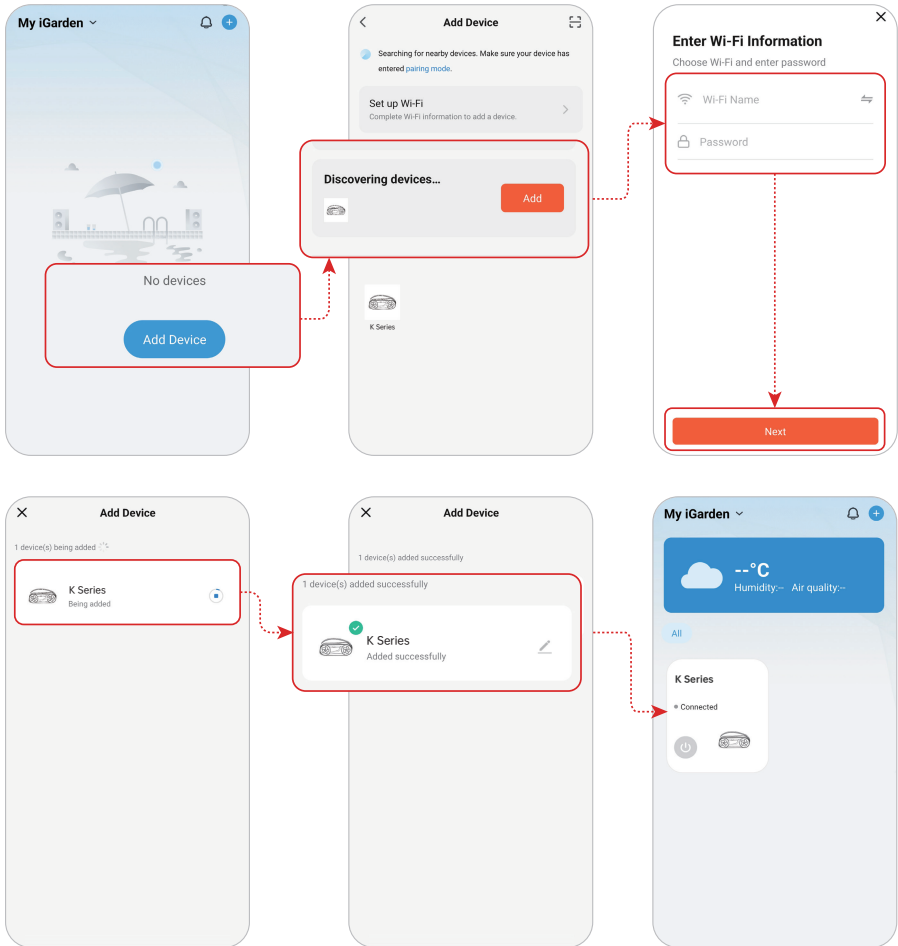 My iGarden
No devices
Add Device
Add Device
Searching for nearby devices. Make sure your device has
entered pairing mode.
Set up Wi-Fi
Complete Wi-Fi information to add a device.
Discovering devices...
Add
K Series
Enter Wi-Fi Information
Choose Wi-Fi and enter password
Wi-Fi Name
Password
Next
Add Device
1 device(s) being added
K Series
Being added
Add Device
1 device(s) added successfully
1 device(s) added successfully
K Series
Added successfully
My iGarden
--°C
Humidity:-- Air quality:--
All
K Series
Connected